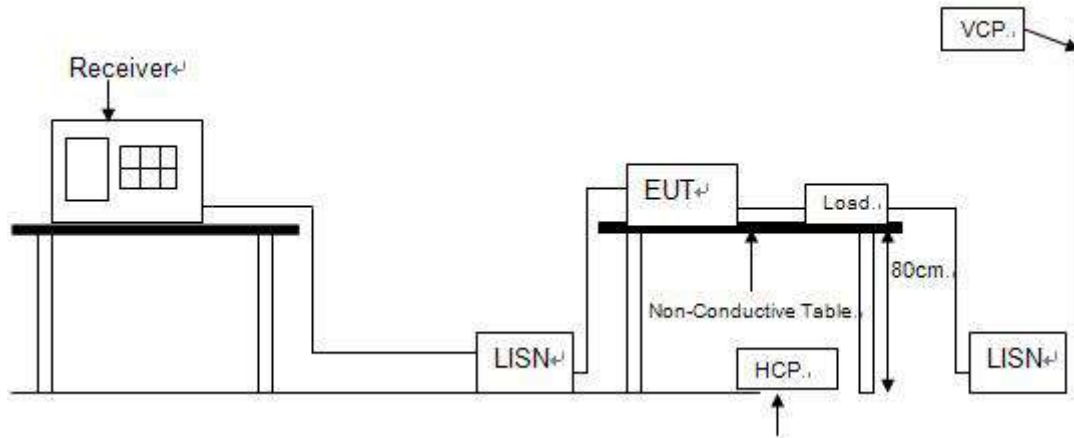 VCP.
Receiver↵
EUT↵
Load.
80cm.
Non-Conductive Table.
LISN↵
HCP.
LISN↵